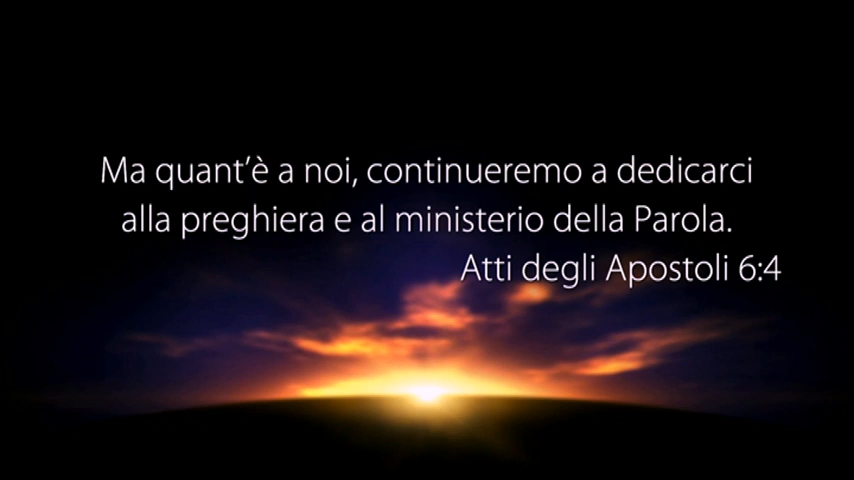 Ma quant'è a noi, continueremo a dedicarci
alla preghiera e al ministerio della Parola.
Atti degli Apostoli 6:4